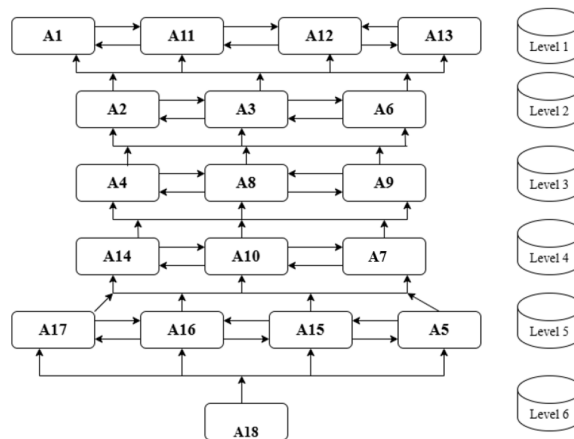 A1 A11 A12 A13 Level 1
A2 A3 A6 Level 2
A4 A8 A9 Level 3
A14 A10 A7 Level 4
A17 A16 A15 A5 Level 5
A18 Level 6